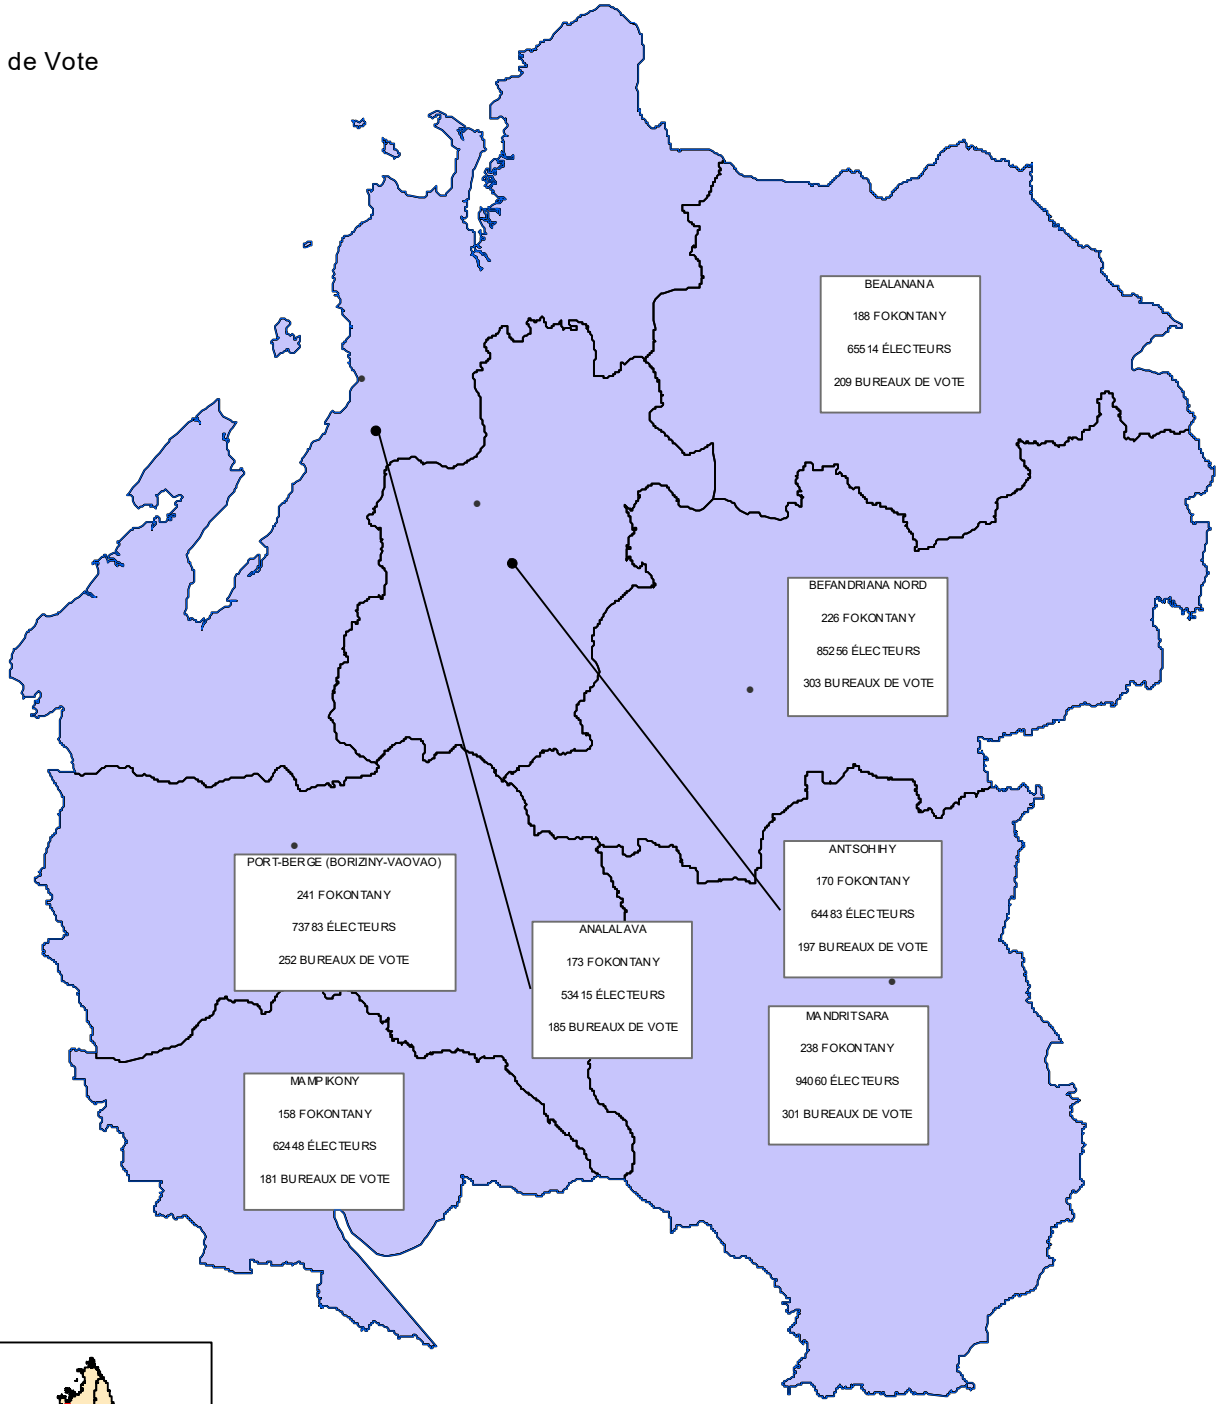 de Vote
BEALANANA
188 FOKONTANY
65514 ÉLECTEURS
209 BUREAUX DE VOTE
BEFANDRIANA NORD
226 FOKONTANY
85256 ÉLECTEURS
303 BUREAUX DE VOTE
ANTSOHIHY
170 FOKONTANY
64483 ÉLECTEURS
197 BUREAUX DE VOTE
PORT-BERGE (BORIZINY-VAOVAO)
241 FOKONTANY
73783 ÉLECTEURS
252 BUREAUX DE VOTE
ANALALAVA
173 FOKONTANY
53415 ÉLECTEURS
185 BUREAUX DE VOTE
MANDRITSARA
238 FOKONTANY
94060 ÉLECTEURS
301 BUREAUX DE VOTE
MAMPIKONY
158 FOKONTANY
62448 ÉLECTEURS
181 BUREAUX DE VOTE